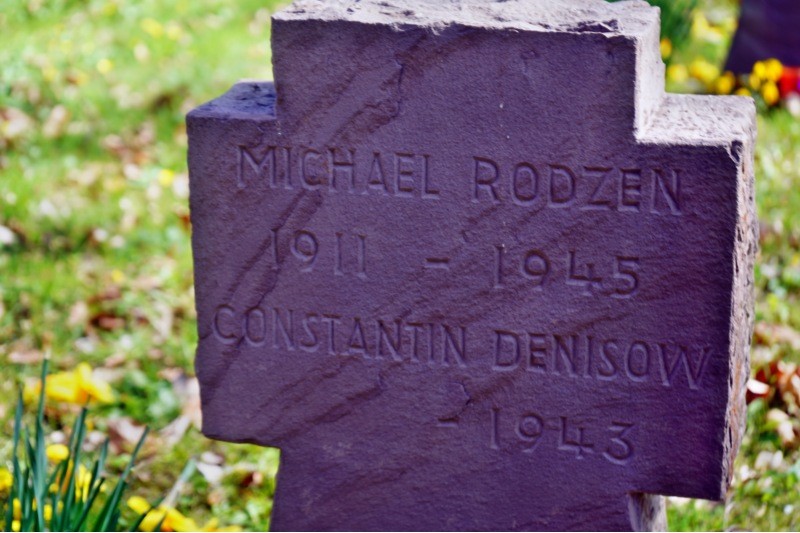 MICHAEL RODZEN
1911 - 1945
CONSTANTIN DENISOW
- 1943